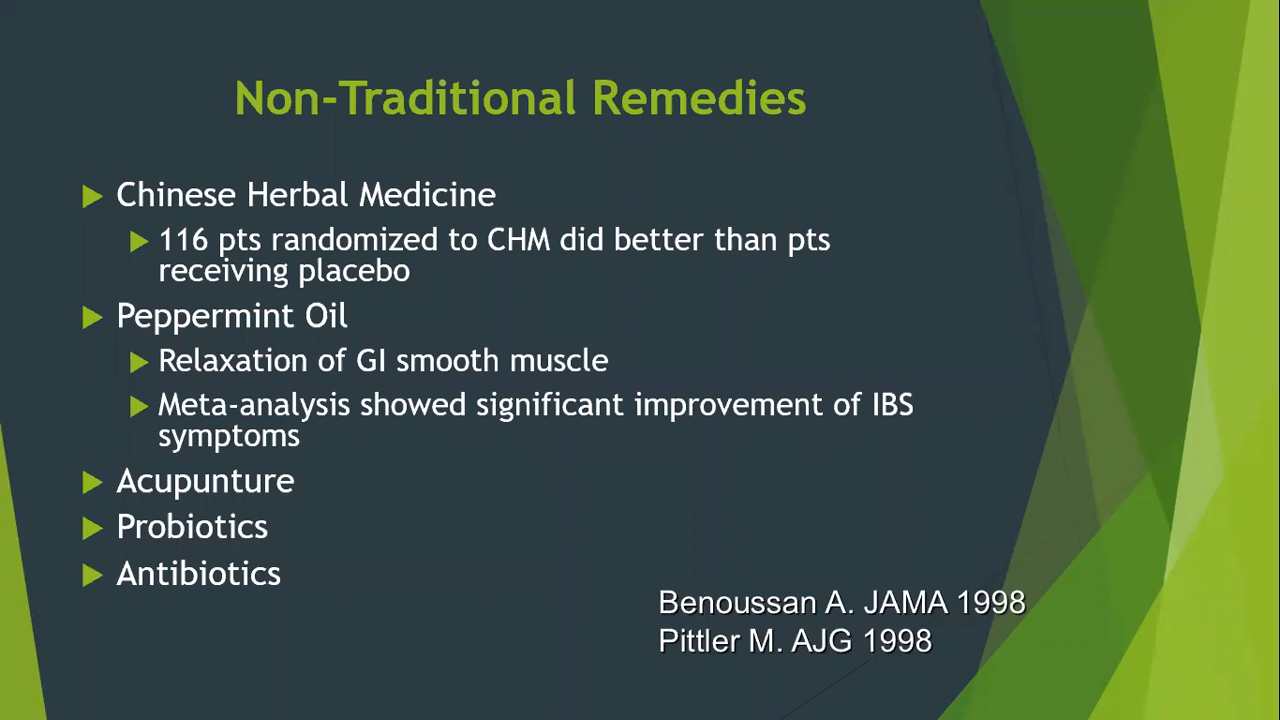 Non-Traditional Remedies
Chinese Herbal Medicine
116 pts randomized to CHM did better than pts
receiving placebo
Peppermint Oil
Relaxation of GI smooth muscle
Meta-analysis showed significant improvement of IBS
symptoms
Acupunture
Probiotics
Antibiotics
Benoussan A. JAMA 1998
Pittler M. AJG 1998